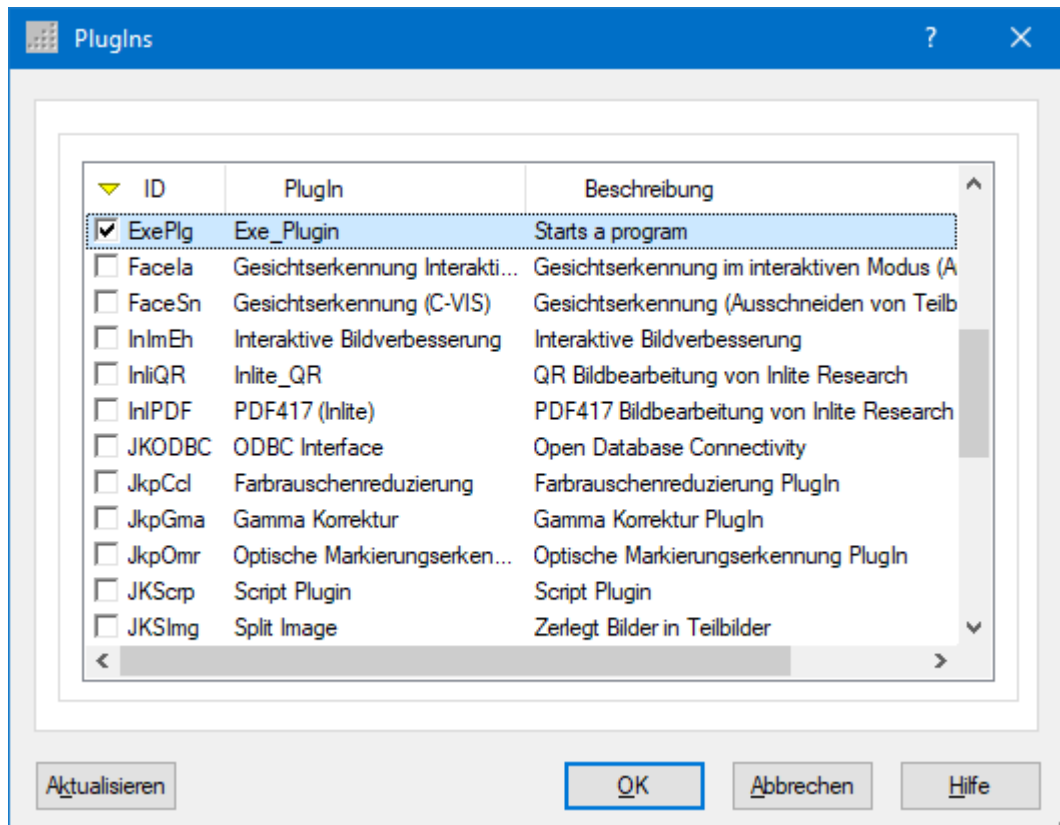 PlugIns
ID PlugIn Beschreibung
ExePlg Exe_Plugin Starts a program
FaceIa Gesichtserkennung Interakti... Gesichtserkennung im interaktiven Modus (A
FaceSn Gesichtserkennung (C-VIS) Gesichtserkennung (Ausschneiden von Teilb
InImEh Interaktive Bildverbesserung Interaktive Bildverbesserung
InliQR Inlite_QR QR Bildbearbeitung von Inlite Research
InlPDF PDF417 (Inlite) PDF417 Bildbearbeitung von Inlite Research
JKODBC ODBC Interface Open Database Connectivity
JkpCcl Farbrauschenreduzierung Farbrauschenreduzierung PlugIn
JkpGma Gamma Korrektur Gamma Korrektur PlugIn
JkpOmr Optische Markierungserken... Optische Markierungserkennung PlugIn
JKScrp Script Plugin Script Plugin
JKSImg Split Image Zerlegt Bilder in Teilbilder
Aktualisieren OK Abbrechen Hilfe